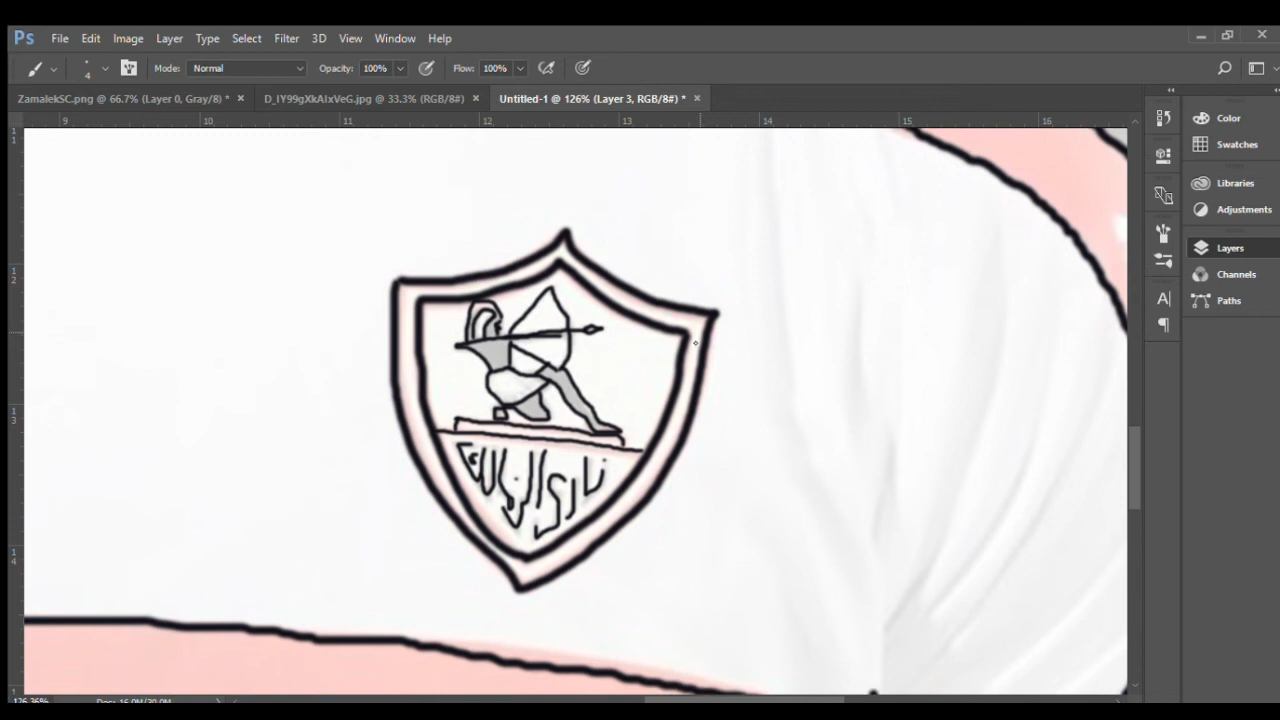 Ps File Edit Image Layer Type Select Filter 3D View Window Help
4 Mode: Normal Opacity: 100% Flow: 100%
ZamalekSC.png @ 66.7% (Layer 0, Gray/8) * × D_IY99gXkAIxVeG.jpg @ 33.3% (RGB/8#) × Untitled-1 @ 126% (Layer 3, RGB/8#) * ×
9 10 11 12 13 14 15 16
Color
Swatches
Libraries
Adjustments
Layers
Channels
Paths
نادي الزمالك